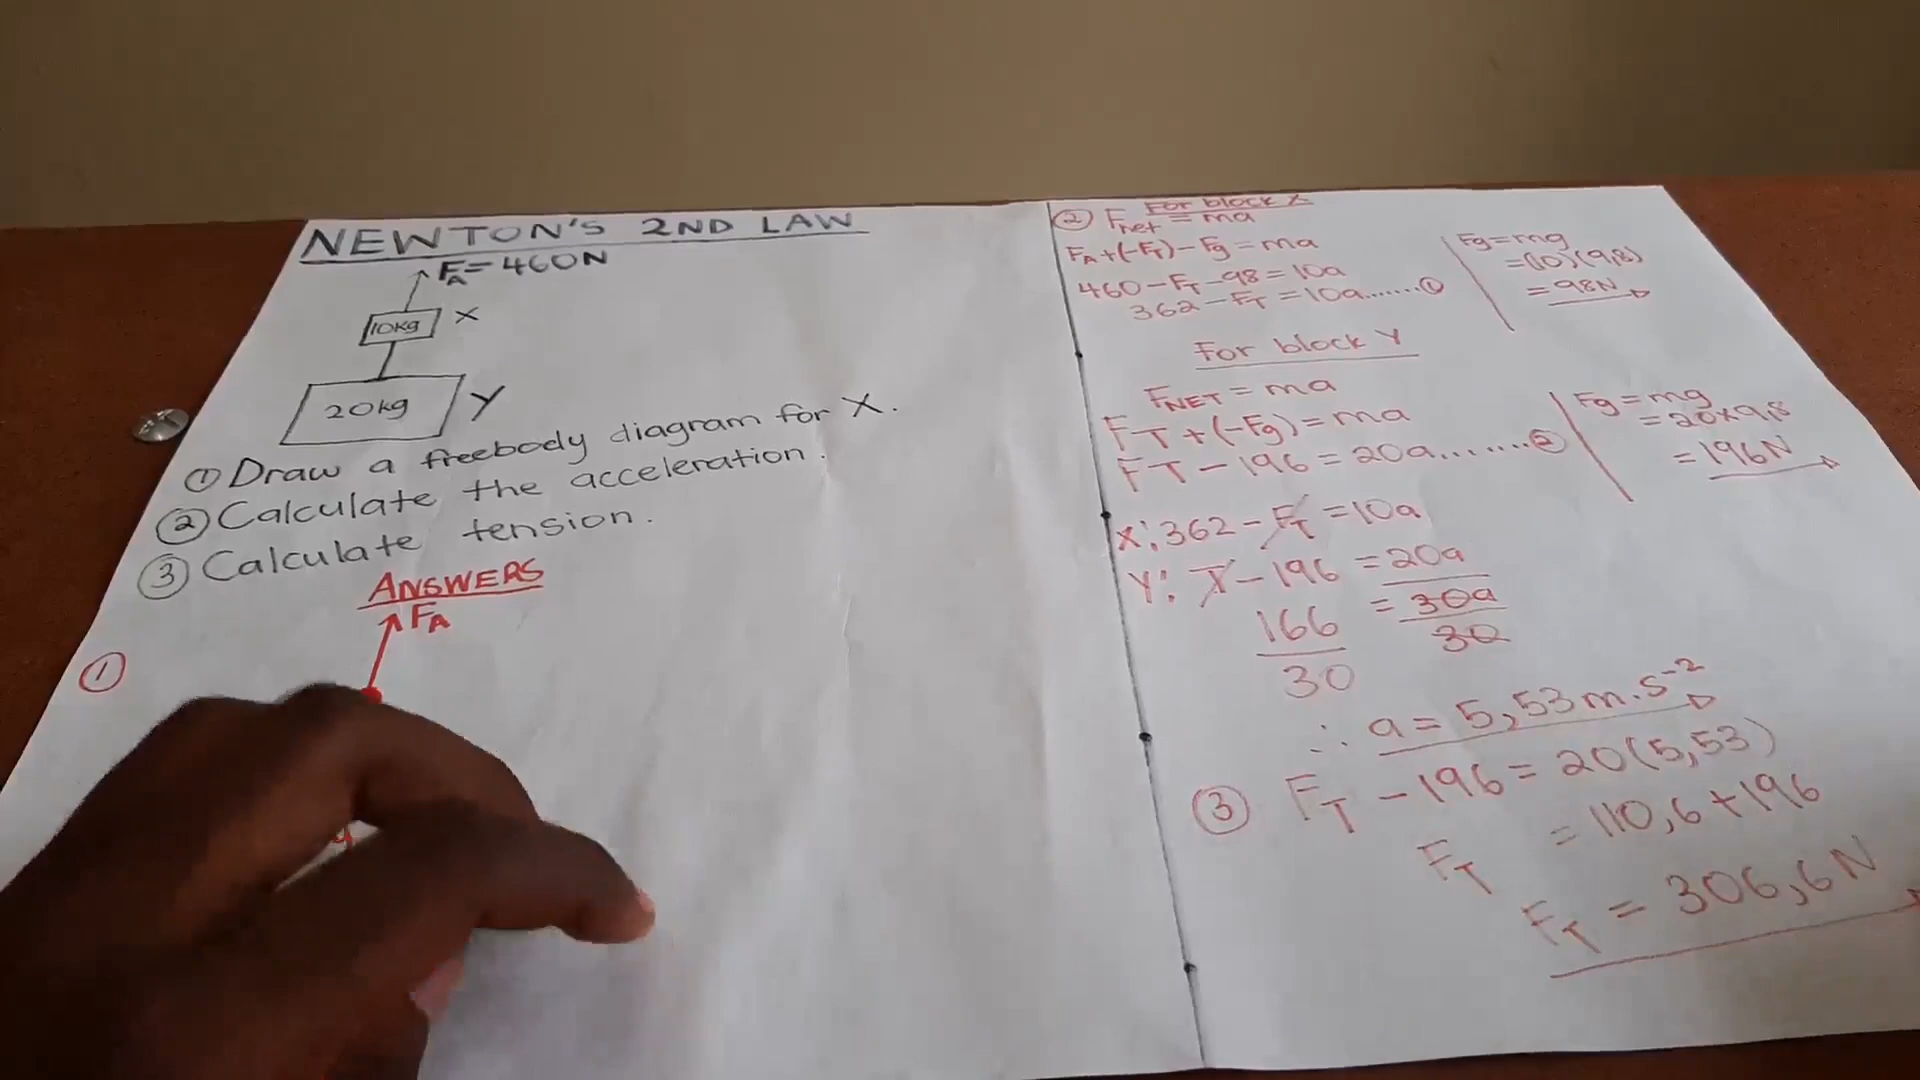 NEWTON'S 2ND LAW
FA = 460N
10kg X
20kg Y
① Draw a freebody diagram for X.
② Calculate the acceleration.
③ Calculate tension.
ANSWERS
FA
①
For block X
② Fnet = ma
FA+(-FT)-Fg = ma
460-FT-98 = 10a
362-FT = 10a.......①
Fg = mg
= (10)(9,8)
= 98N
For block Y
FNET = ma
FT+(-Fg) = ma
FT-196 = 20a.......②
Fg = mg
= 20×9,8
= 196N
X: 362-FT = 10a
Y: T-196 = 20a
166 = 30a
30 30
∴ a = 5,53m.s-2
③ FT - 196 = 20(5,53)
FT = 110,6+196
FT = 306,6N